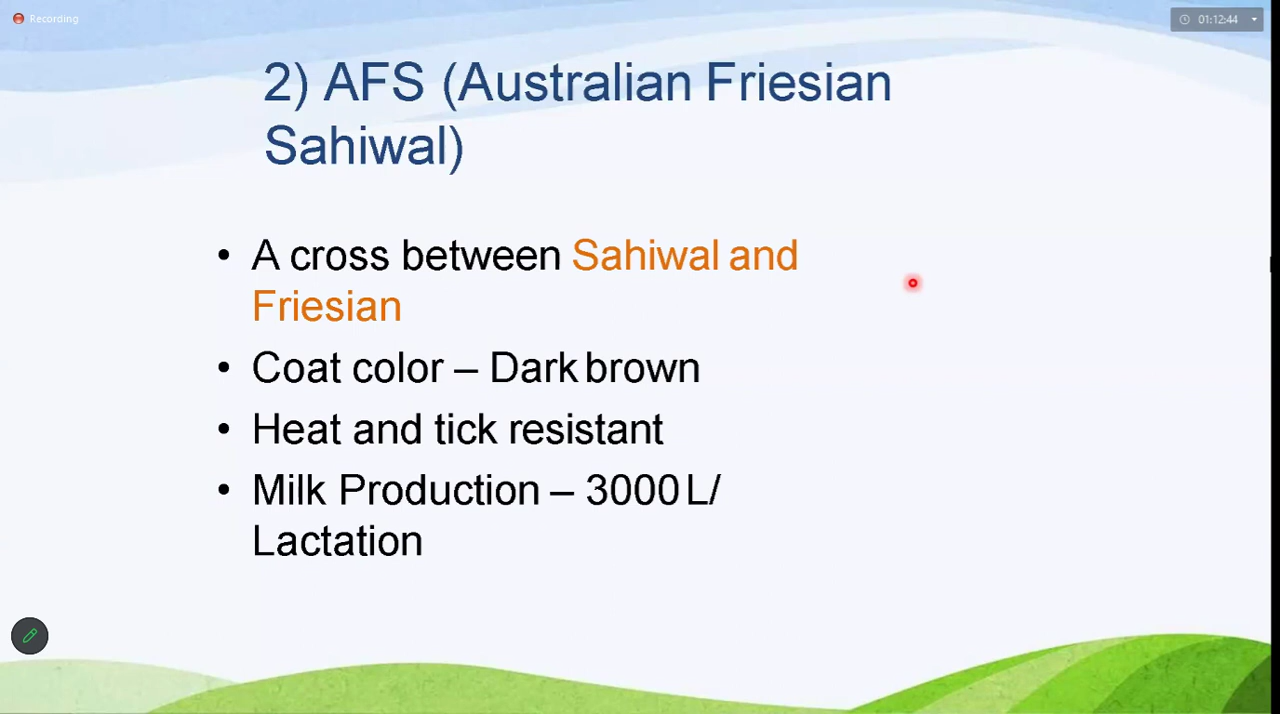 Recording
01:12:44
2) AFS (Australian Friesian
Sahiwal)
• A cross between Sahiwal and
Friesian
• Coat color – Dark brown
• Heat and tick resistant
• Milk Production – 3000 L/
Lactation